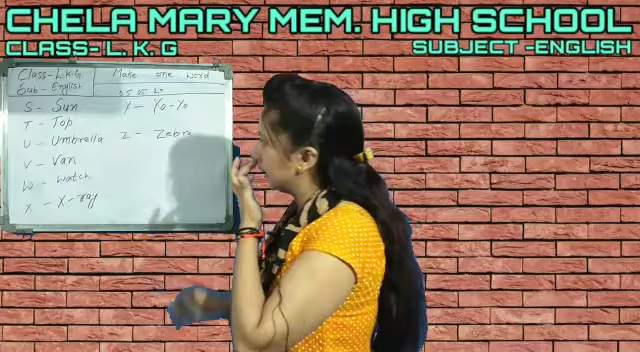 CHELA MARY MEM. HIGH SCHOOL
CLASS- L. K. G
SUBJECT -ENGLISH
Class- L.K.G
Sub- English
Make one word
S - Sun
T - Top
U - Umbrella
V - Van
W - watch
X - X-ray
Y - Yo-Yo
Z - Zebra